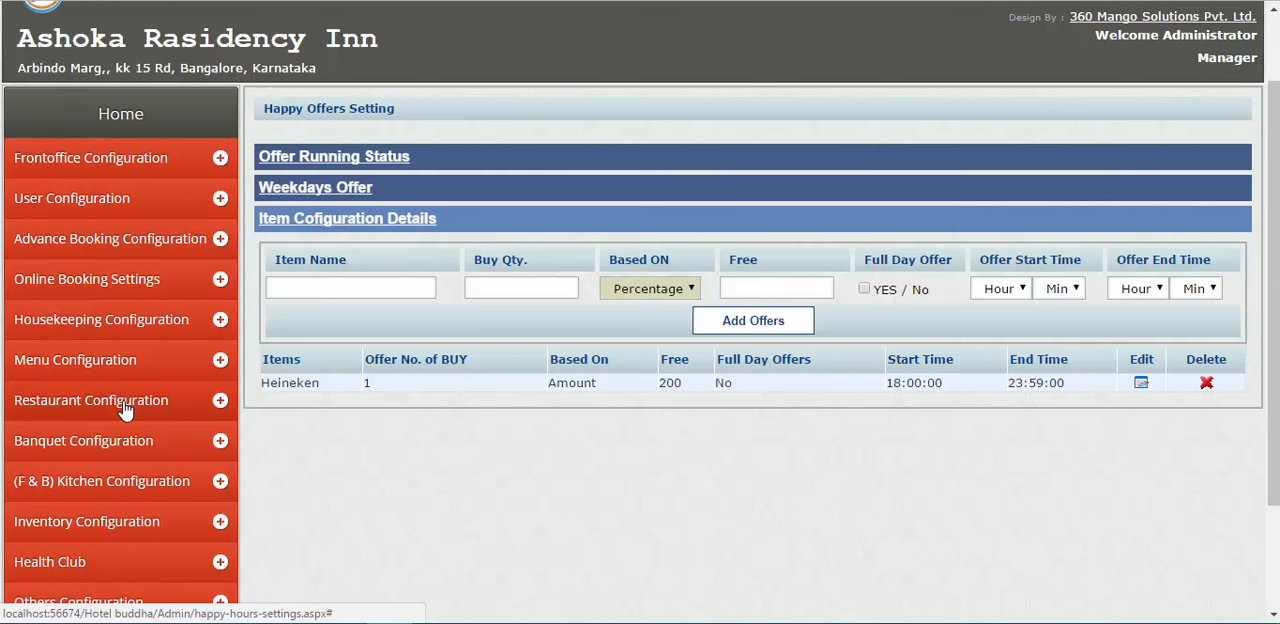 Design By : 360 Mango Solutions Pvt. Ltd.
Ashoka Rasidency Inn
Welcome Administrator
Manager
Arbindo Marg,, kk 15 Rd, Bangalore, Karnataka
Home
Frontoffice Configuration
User Configuration
Advance Booking Configuration
Online Booking Settings
Housekeeping Configuration
Menu Configuration
Restaurant Configuration
Banquet Configuration
(F & B) Kitchen Configuration
Inventory Configuration
Health Club
Others Configuration
Happy Offers Setting
Offer Running Status
Weekdays Offer
Item Cofiguration Details
Item Name Buy Qty. Based ON Free Full Day Offer Offer Start Time Offer End Time
Percentage YES / No Hour Min Hour Min
Add Offers
Items Offer No. of BUY Based On Free Full Day Offers Start Time End Time Edit Delete
Heineken 1 Amount 200 No 18:00:00 23:59:00
localhost:56674/Hotel buddha/Admin/happy-hours-settings.aspx#